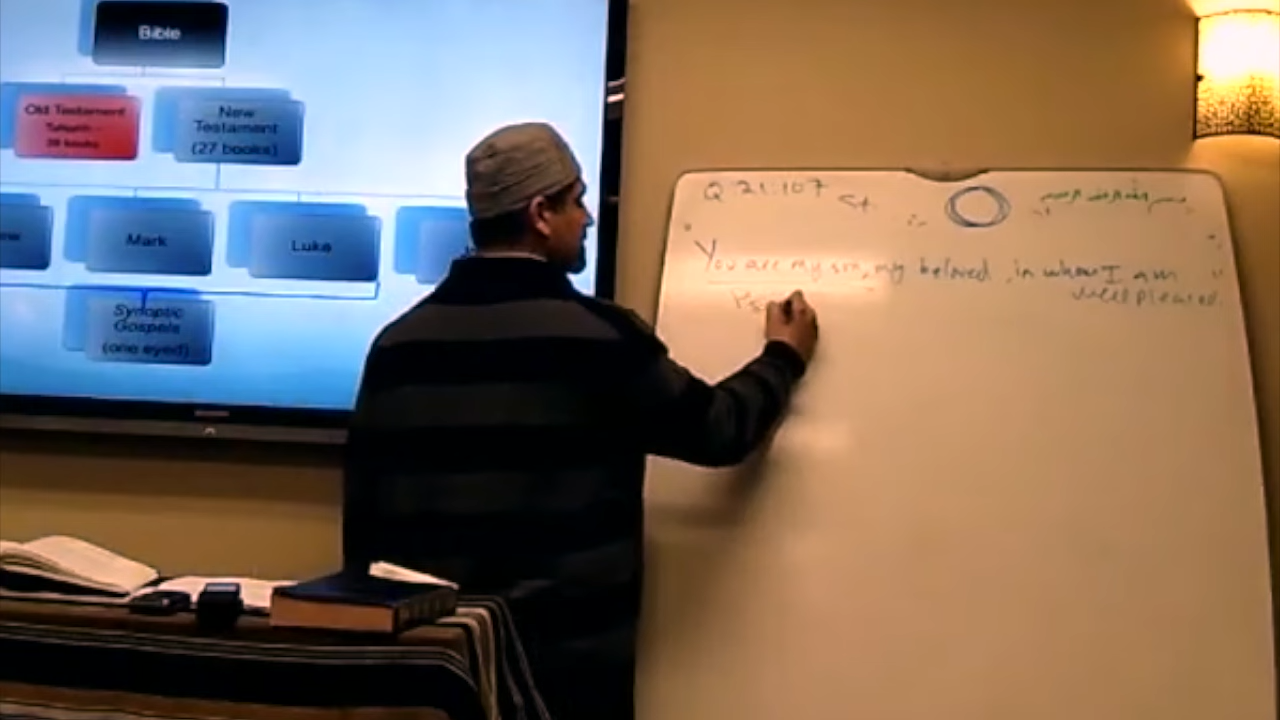 Bible
Old Testament
39 books
New
Testament
(27 books)
Mark
Luke
Synoptic
Gospels
(one eyed)
Q 21:107
You are my son, my beloved, in whom I am
well pleased.
Ps